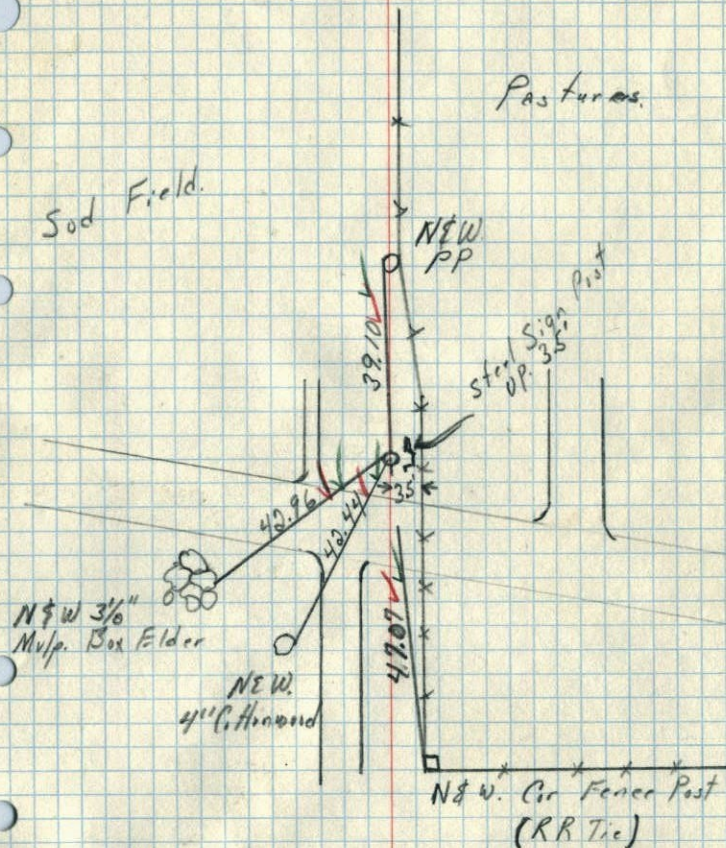 Pastures.
Sod Field.
N&W
PP
39.10
Steel Sign Post
UP. 35'
35'
42.96
42.44
N&W 3½"
Mulp. Box Elder
N&W.
4" Cottonwood
47.07
N&W. Cor Fence Post
(RR Tie)